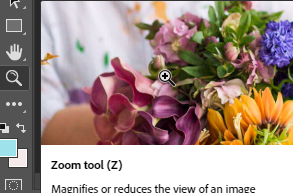 Zoom tool (Z)
Magnifies or reduces the view of an image